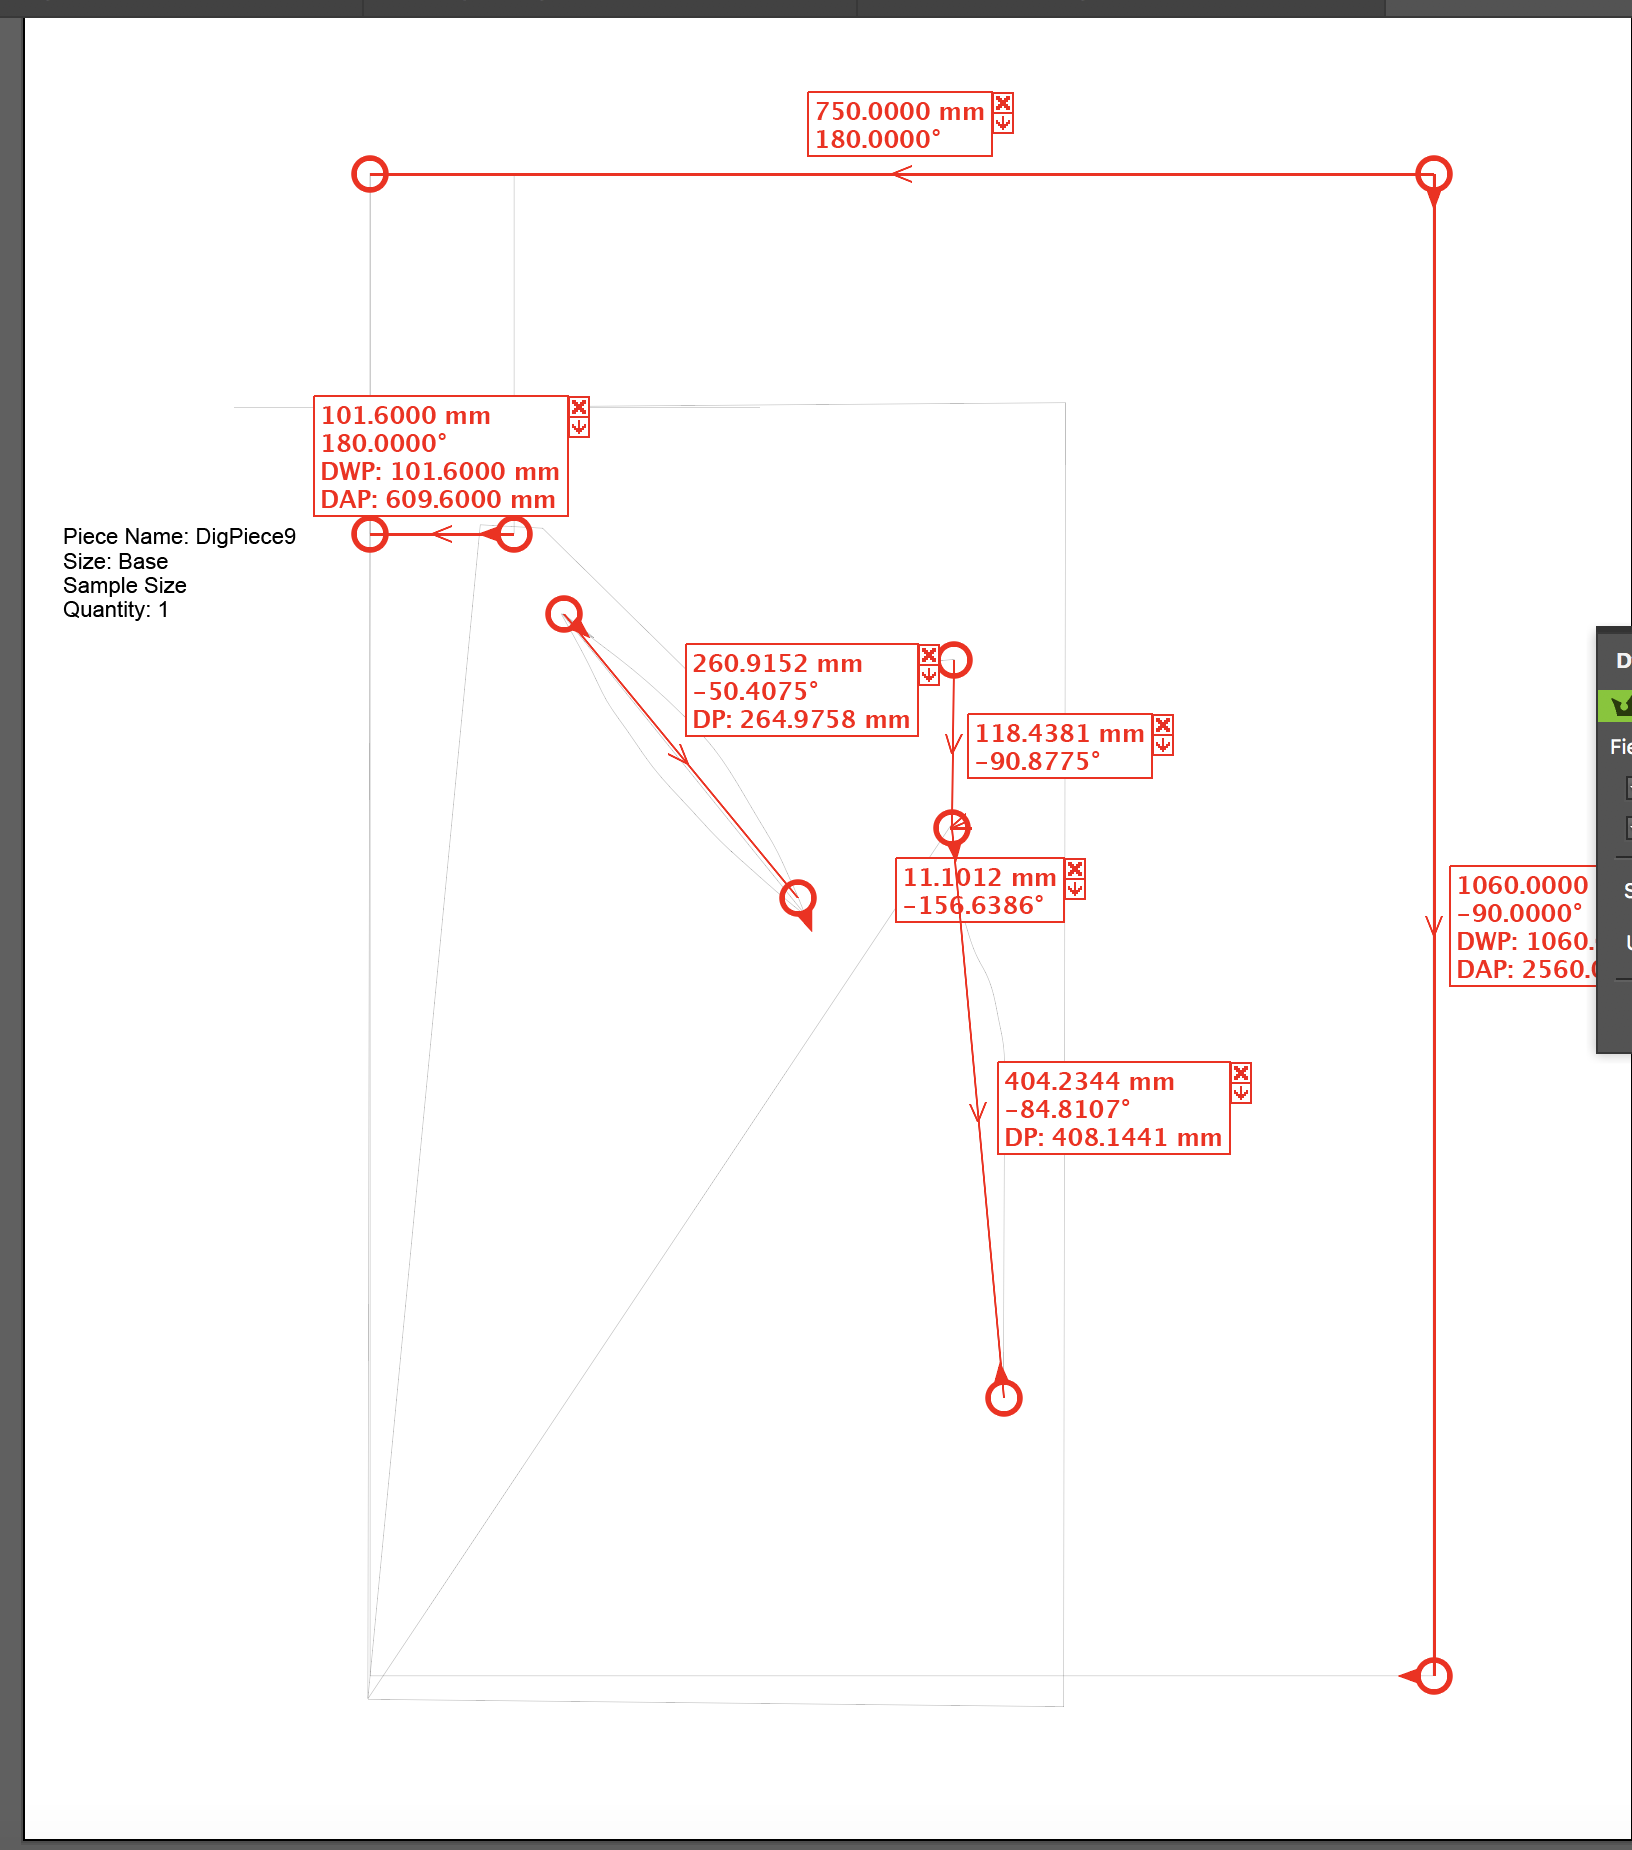 750.0000 mm
180.0000°
101.6000 mm
180.0000°
DWP: 101.6000 mm
DAP: 609.6000 mm
Piece Name: DigPiece9
Size: Base
Sample Size
Quantity: 1
260.9152 mm
-50.4075°
DP: 264.9758 mm
118.4381 mm
-90.8775°
11.1012 mm
-156.6386°
1060.0000
-90.0000°
DWP: 1060.
DAP: 2560.
404.2344 mm
-84.8107°
DP: 408.1441 mm